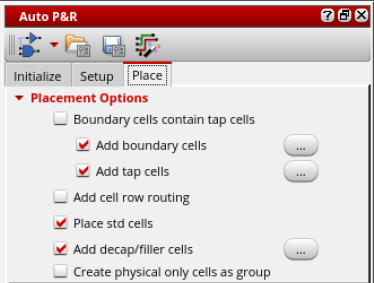 Auto P&R
Initialize Setup Place
Placement Options
Boundary cells contain tap cells
Add boundary cells ...
Add tap cells ...
Add cell row routing
Place std cells
Add decap/filler cells ...
Create physical only cells as group